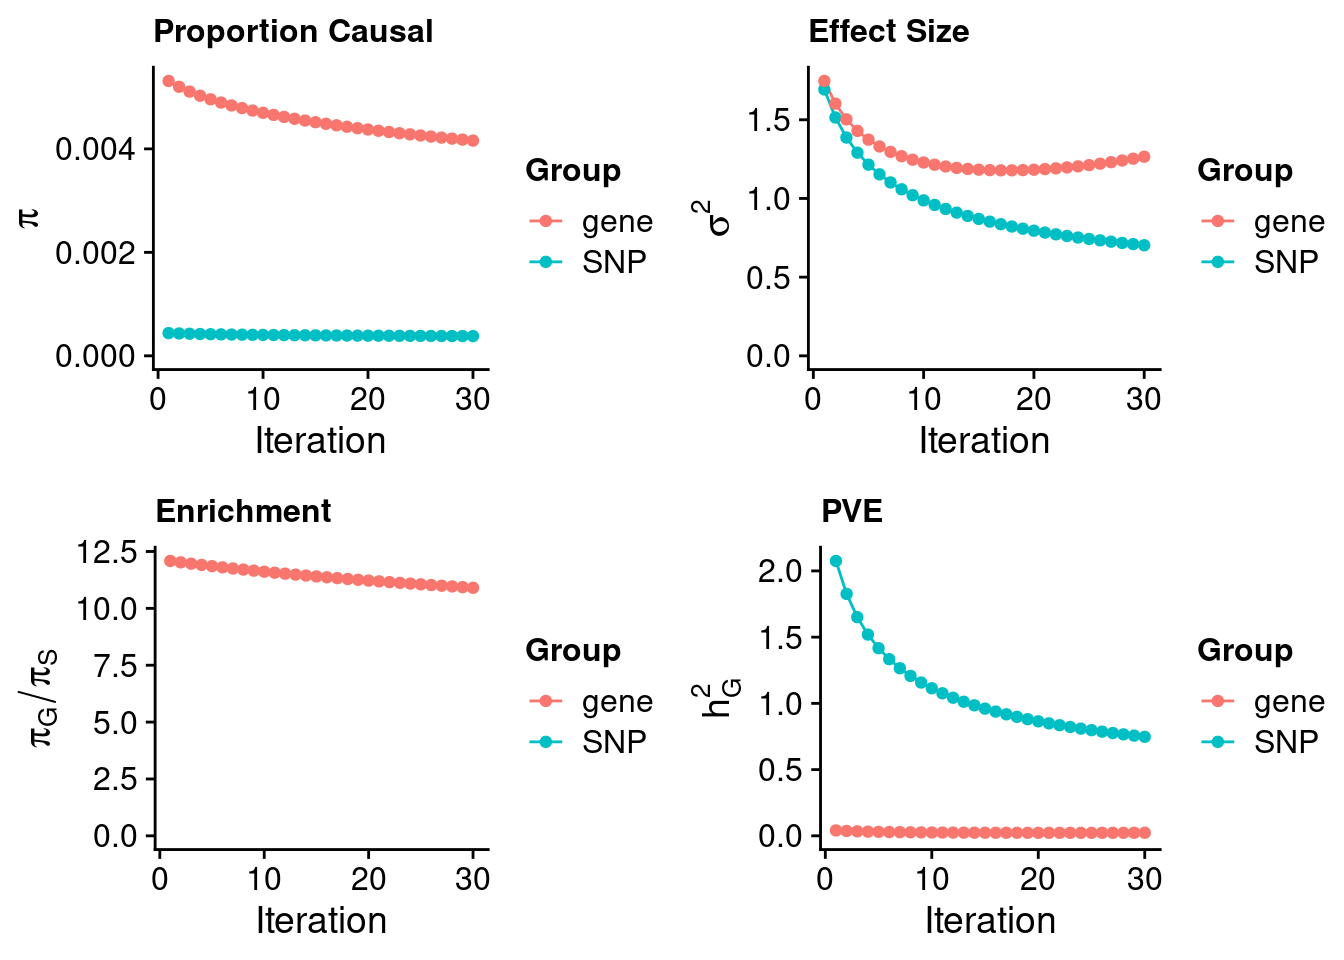 Proportion Causal
0.004
0.002
0.000
π
0 10 20 30
Iteration
Group
gene
SNP
Effect Size
1.5
1.0
0.5
0.0
σ²
0 10 20 30
Iteration
Group
gene
SNP
Enrichment
12.5
10.0
7.5
5.0
2.5
0.0
π_G/π_S
0 10 20 30
Iteration
Group
gene
SNP
PVE
2.0
1.5
1.0
0.5
0.0
h²_G
0 10 20 30
Iteration
Group
gene
SNP